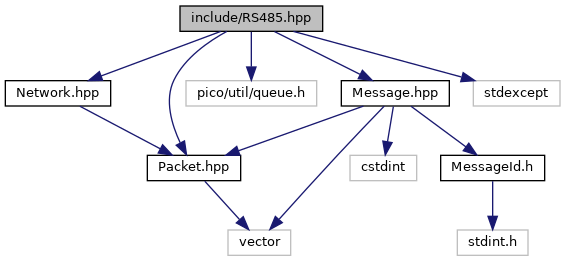 include/RS485.hpp
Network.hpp
pico/util/queue.h
Message.hpp
stdexcept
Packet.hpp
cstdint
MessageId.h
vector
stdint.h